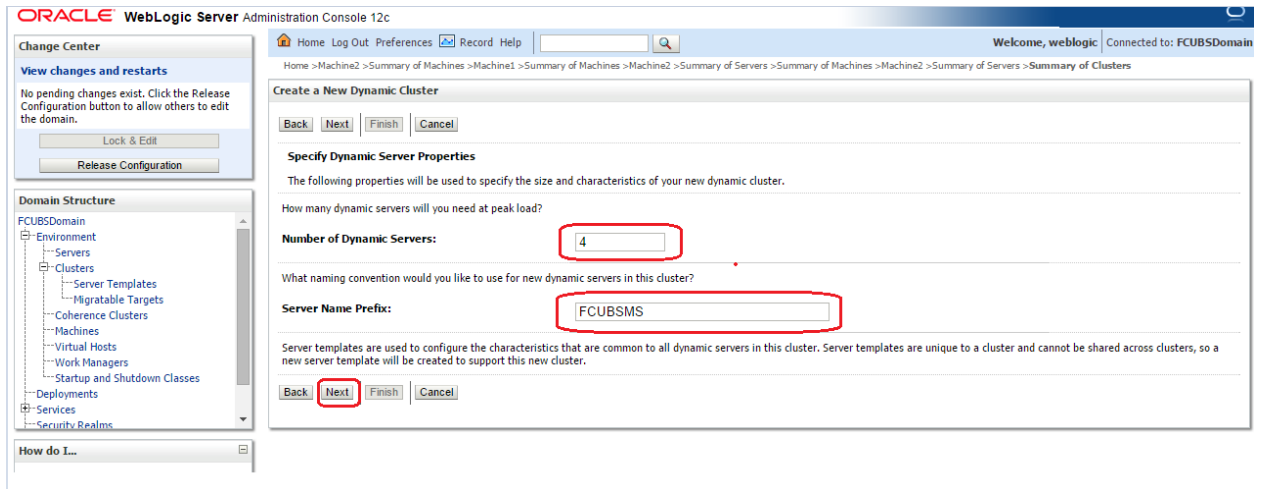 ORACLE WebLogic Server Administration Console 12c
Change Center
View changes and restarts
No pending changes exist. Click the Release
Configuration button to allow others to edit
the domain.
Lock & Edit
Release Configuration
Domain Structure
FCUBSDomain
Environment
Servers
Clusters
Server Templates
Migratable Targets
Coherence Clusters
Machines
Virtual Hosts
Work Managers
Startup and Shutdown Classes
Deployments
Services
Security Realms
How do I...
Home Log Out Preferences Record Help
Welcome, weblogic Connected to: FCUBSDomain
Home >Machine2 >Summary of Machines >Machine1 >Summary of Machines >Machine2 >Summary of Servers >Summary of Machines >Machine2 >Summary of Servers >Summary of Clusters
Create a New Dynamic Cluster
Back Next Finish Cancel
Specify Dynamic Server Properties
The following properties will be used to specify the size and characteristics of your new dynamic cluster.
How many dynamic servers will you need at peak load?
Number of Dynamic Servers: 4
What naming convention would you like to use for new dynamic servers in this cluster?
Server Name Prefix: FCUBSMS
Server templates are used to configure the characteristics that are common to all dynamic servers in this cluster. Server templates are unique to a cluster and cannot be shared across clusters, so a
new server template will be created to support this new cluster.
Back Next Finish Cancel